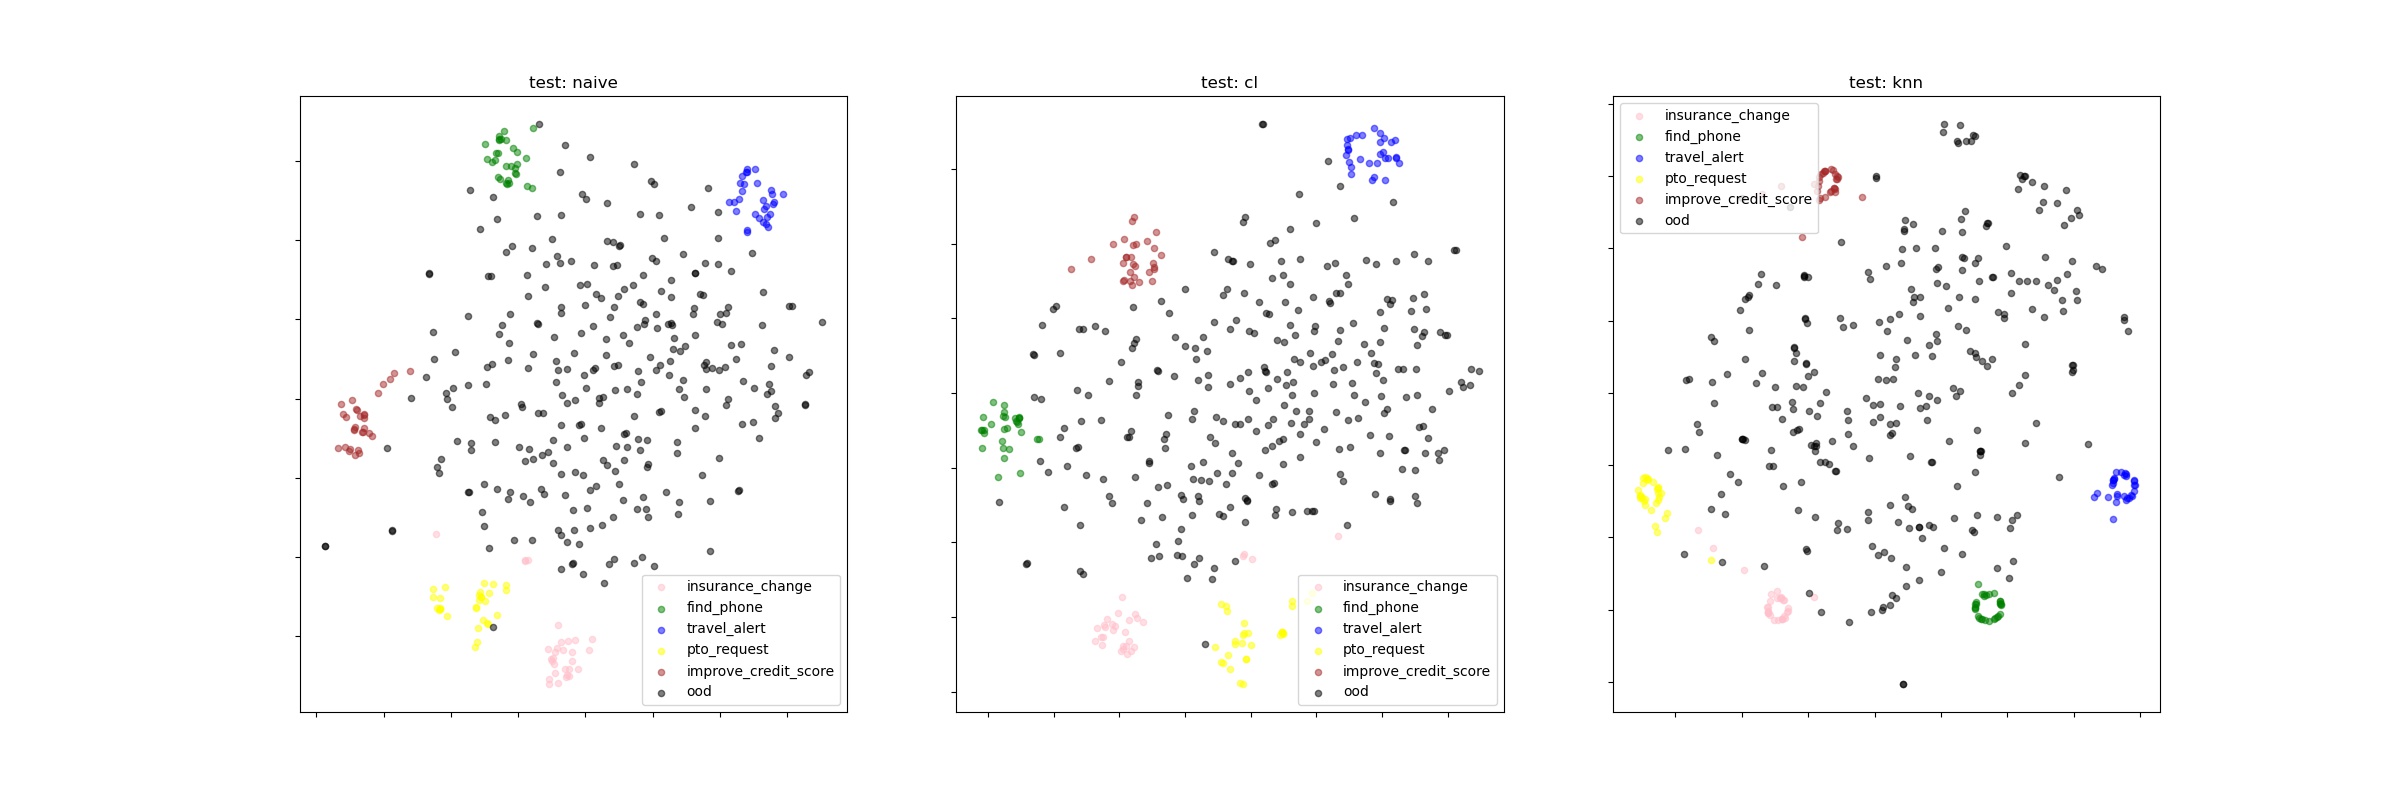 test: naive
insurance_change
find_phone
travel_alert
pto_request
improve_credit_score
ood
test: cl
insurance_change
find_phone
travel_alert
pto_request
improve_credit_score
ood
test: knn
insurance_change
find_phone
travel_alert
pto_request
improve_credit_score
ood